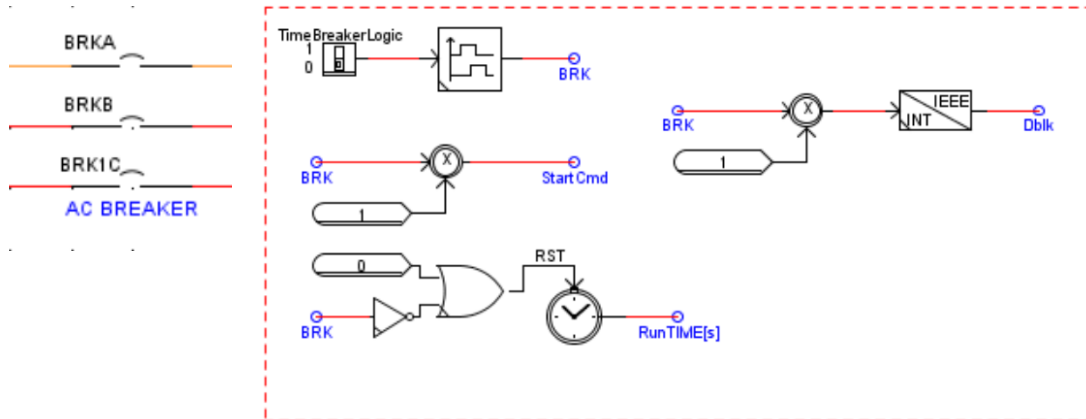 BRKA
BRKB
BRK1C
AC BREAKER
TimeBreakerLogic
1
0
BRK
BRK
X
StartCmd
1
0
RST
BRK
RunTIME[s]
BRK
X
IEEE
INT
Dblk
1